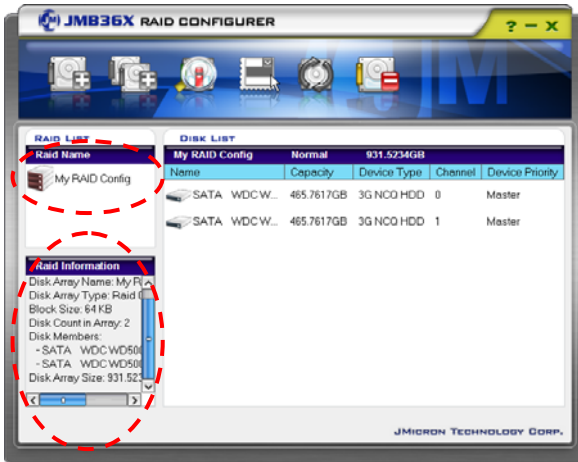 JMB36X RAID CONFIGURER
? – X
RAID LIST
Raid Name
My RAID Config
Raid Information
Disk Array Name: My R
Disk Array Type: Raid
Block Size: 64 KB
Disk Count in Array: 2
Disk Members:
- SATA WDC WD500
- SATA WDC WD500
Disk Array Size: 931.523
DISK LIST
My RAID Config Normal 931.5234GB
Name Capacity Device Type Channel Device Priority
SATA WDC W... 465.7617GB 3G NCQ HDD 0 Master
SATA WDC W... 465.7617GB 3G NCQ HDD 1 Master
JMICRON TECHNOLOGY CORP.